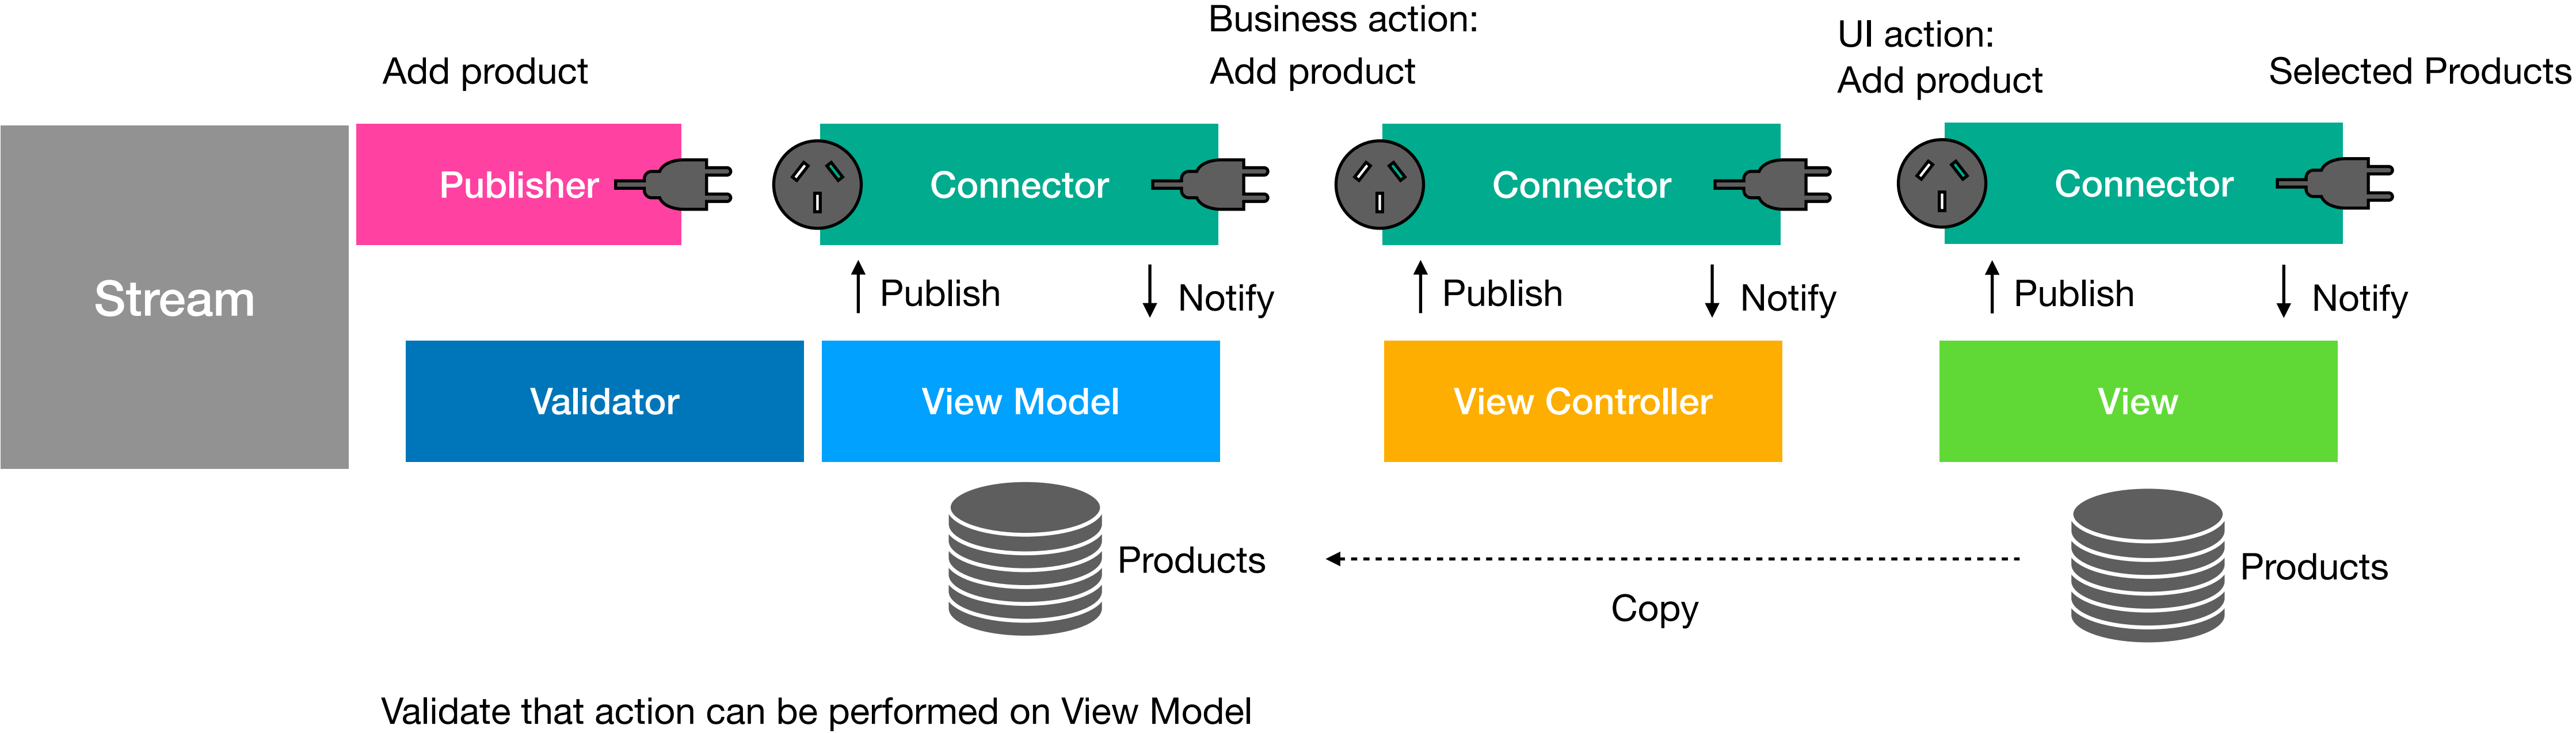 Business action:
Add product
Add product
UI action:
Add product
Selected Products
Stream
Publisher
Connector
Connector
Connector
Publish
Notify
Publish
Notify
Publish
Notify
Validator
View Model
View Controller
View
Products
Copy
Products
Validate that action can be performed on View Model